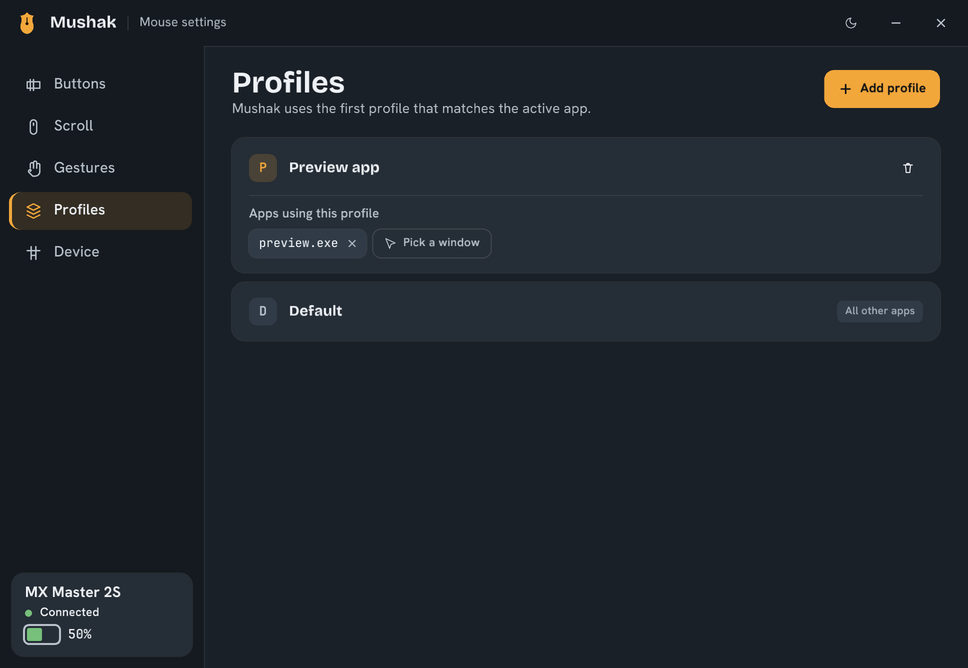 Mushak
Mouse settings
Buttons
Scroll
Gestures
Profiles
Device
MX Master 2S
Connected
50%
Profiles
Mushak uses the first profile that matches the active app.
Add profile
P
Preview app
Apps using this profile
preview.exe
Pick a window
D
Default
All other apps